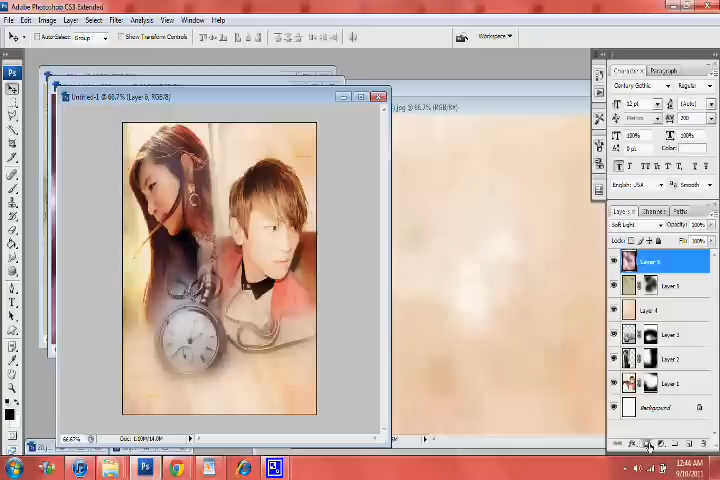 Adobe Photoshop CS3 Extended
File Edit Image Layer Select Filter Analysis View Window Help
Auto-Select: Group Show Transform Controls Workspace
Untitled-1 @ 66.7% (Layer 6, RGB/8)
).jpg @ 66.7% (RGB/8#)
Character Paragraph
Century Gothic Regular
12 pt (Auto)
Metrics 200
100% 100%
0 pt Color:
English: USA Smooth
Layers Channels Paths
Soft Light Opacity: 100%
Lock: Fill: 100%
Layer 6
Layer 5
Layer 4
Layer 3
Layer 2
Layer 1
Background
66.67% Doc: 1.00M/14.0M
12:44 AM
9/10/2011